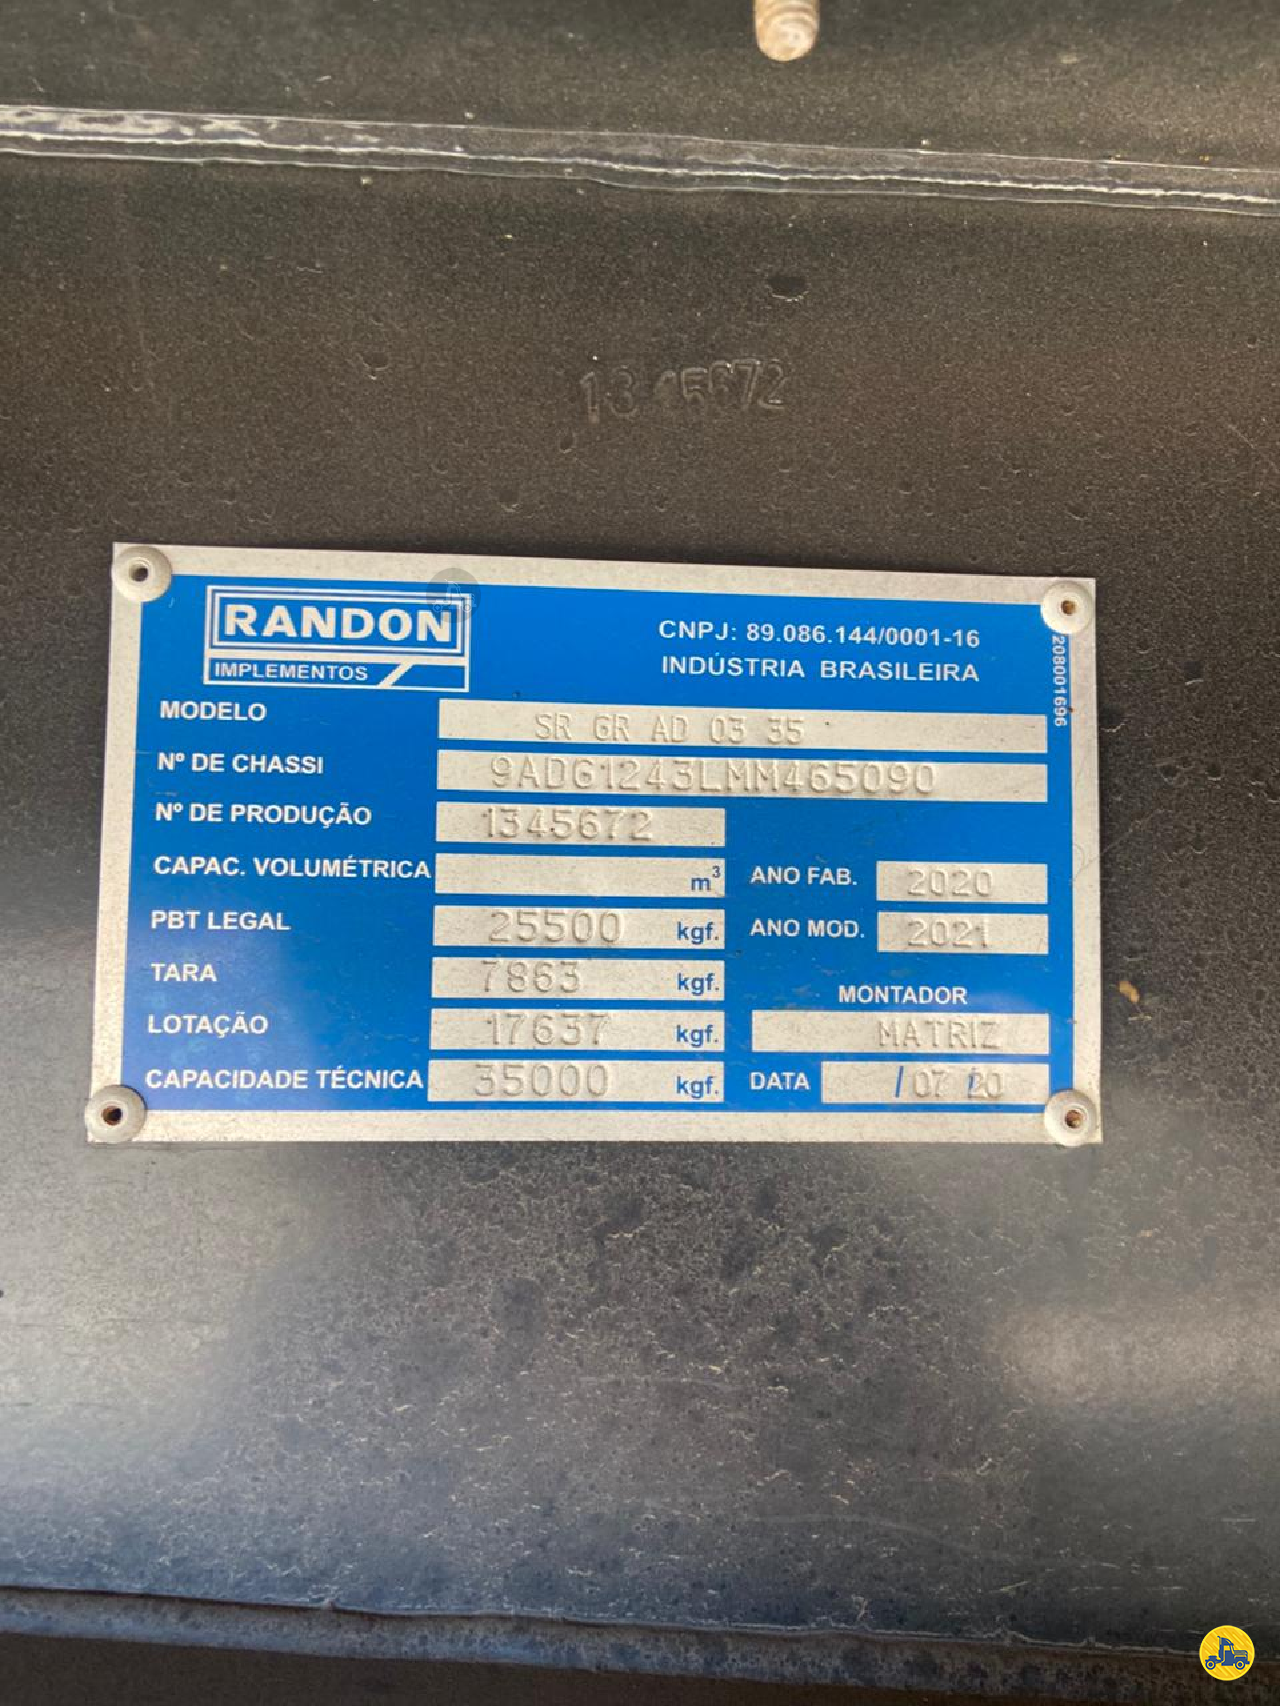 1345672
RANDON
IMPLEMENTOS
CNPJ: 89.086.144/0001-16
INDÚSTRIA BRASILEIRA
208001696
MODELO SR GR AD 03 35
Nº DE CHASSI 9ADG1243LMM465090
Nº DE PRODUÇÃO 1345672
CAPAC. VOLUMÉTRICA m³ ANO FAB. 2020
PBT LEGAL 25500 kgf. ANO MOD. 2021
TARA 7863 kgf.
MONTADOR
LOTAÇÃO 17637 kgf. MATRIZ
CAPACIDADE TÉCNICA 35000 kgf. DATA / 07 / 20